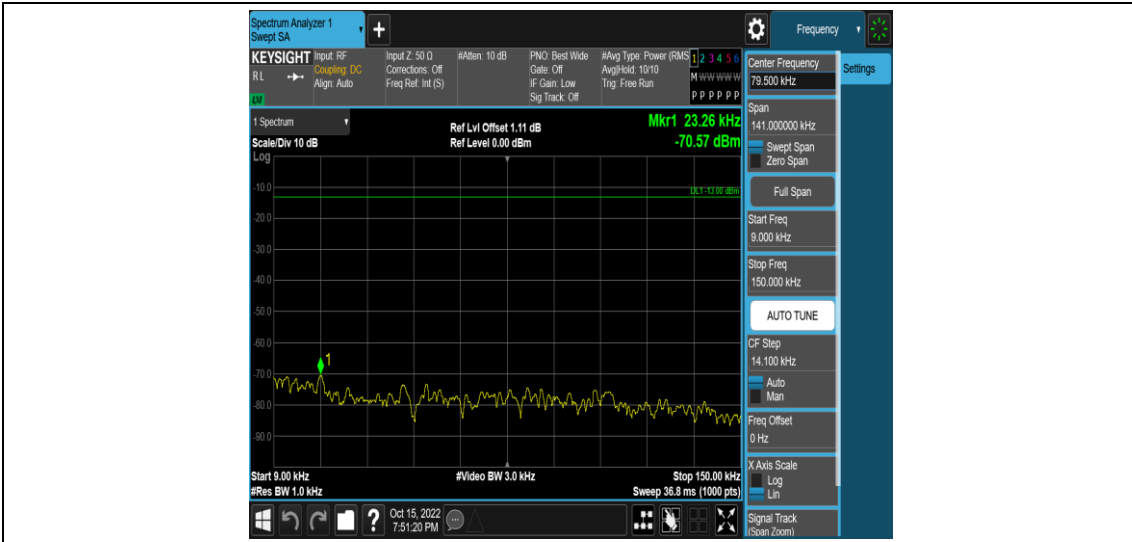 Spectrum Analyzer 1
Swept SA
+
Frequency
KEYSIGHT
RL
LXI
Input: RF
Coupling: DC
Align: Auto
Input Z: 50 Ω
Corrections: Off
Freq Ref: Int (S)
#Atten: 10 dB
PNO: Best Wide
Gate: Off
IF Gain: Low
Sig Track: Off
#Avg Type: Power (RMS
Avg|Hold: 10/10
Trig: Free Run
1 2 3 4 5 6
M W W W W W
P P P P P P
1 Spectrum
Scale/Div 10 dB
Log
Ref Lvl Offset 1.11 dB
Ref Level 0.00 dBm
Mkr1 23.26 kHz
-70.57 dBm
DL1 -13.00 dBm
-10.0
-20.0
-30.0
-40.0
-50.0
-60.0
-70.0
-80.0
-90.0
1
Start 9.00 kHz
#Res BW 1.0 kHz
#Video BW 3.0 kHz
Stop 150.00 kHz
Sweep 36.8 ms (1000 pts)
Center Frequency
79.500 kHz
Span
141.000000 kHz
Swept Span
Zero Span
Full Span
Start Freq
9.000 kHz
Stop Freq
150.000 kHz
AUTO TUNE
CF Step
14.100 kHz
Auto
Man
Freq Offset
0 Hz
X Axis Scale
Log
Lin
Signal Track
(Span Zoom)
Settings
?
Oct 15, 2022
7:51:20 PM